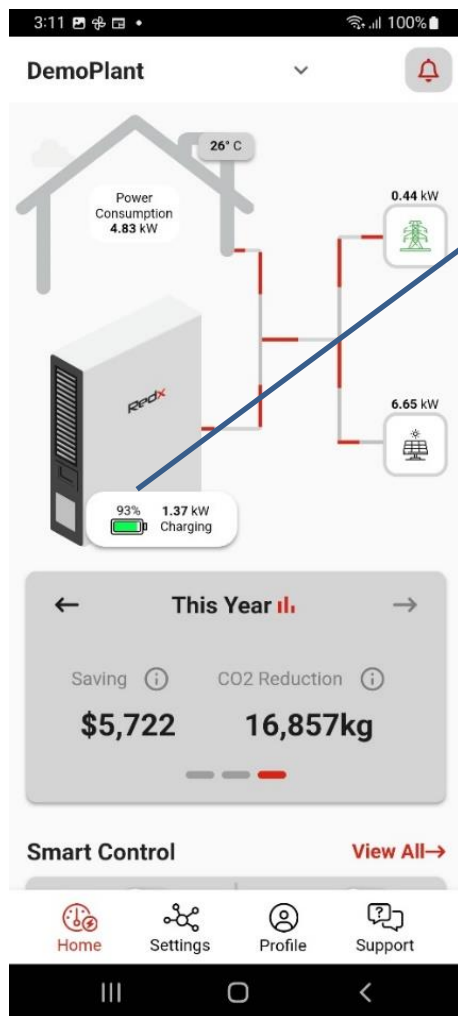 3:11 100%
DemoPlant
26° C
Power
Consumption
4.83 kW
0.44 kW
Redx
6.65 kW
93% 1.37 kW
Charging
This Year
Saving CO2 Reduction
$5,722 16,857kg
Smart Control View All→
Home Settings Profile Support